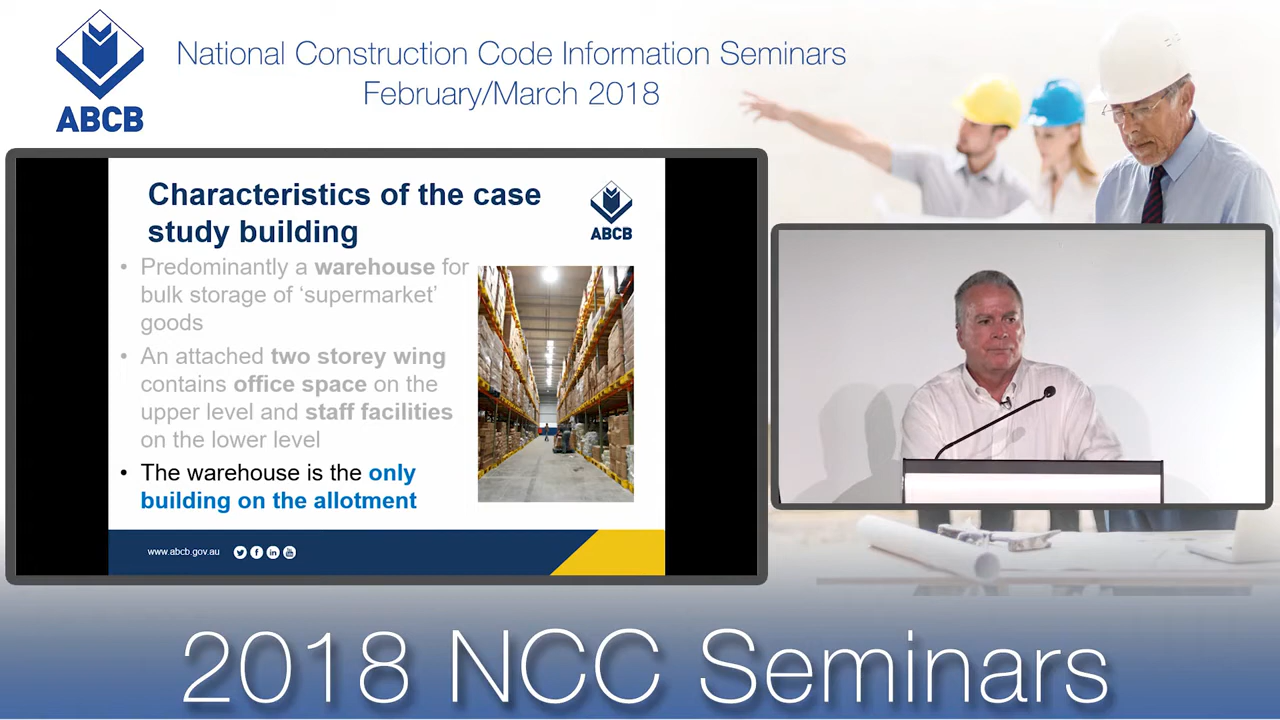 ABCB
National Construction Code Information Seminars
February/March 2018
Characteristics of the case
study building
ABCB
• Predominantly a warehouse for
bulk storage of ‘supermarket’
goods
• An attached two storey wing
contains office space on the
upper level and staff facilities
on the lower level
• The warehouse is the only
building on the allotment
www.abcb.gov.au
2018 NCC Seminars